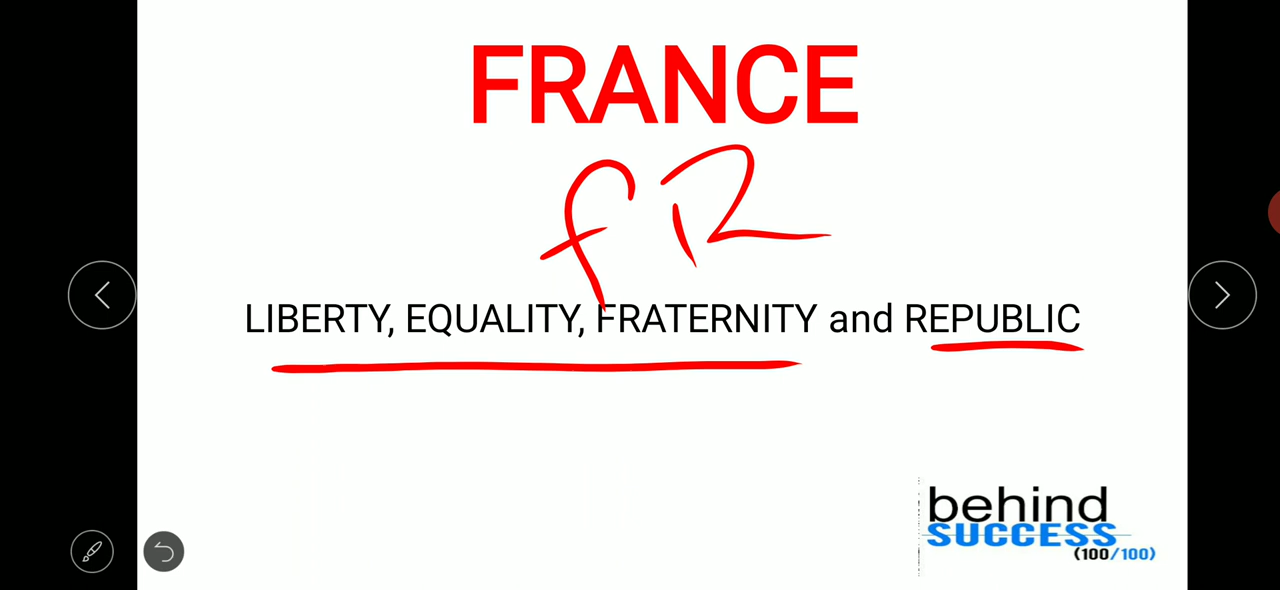 FRANCE
fR
LIBERTY, EQUALITY, FRATERNITY and REPUBLIC
behind
SUCCESS
(100/100)